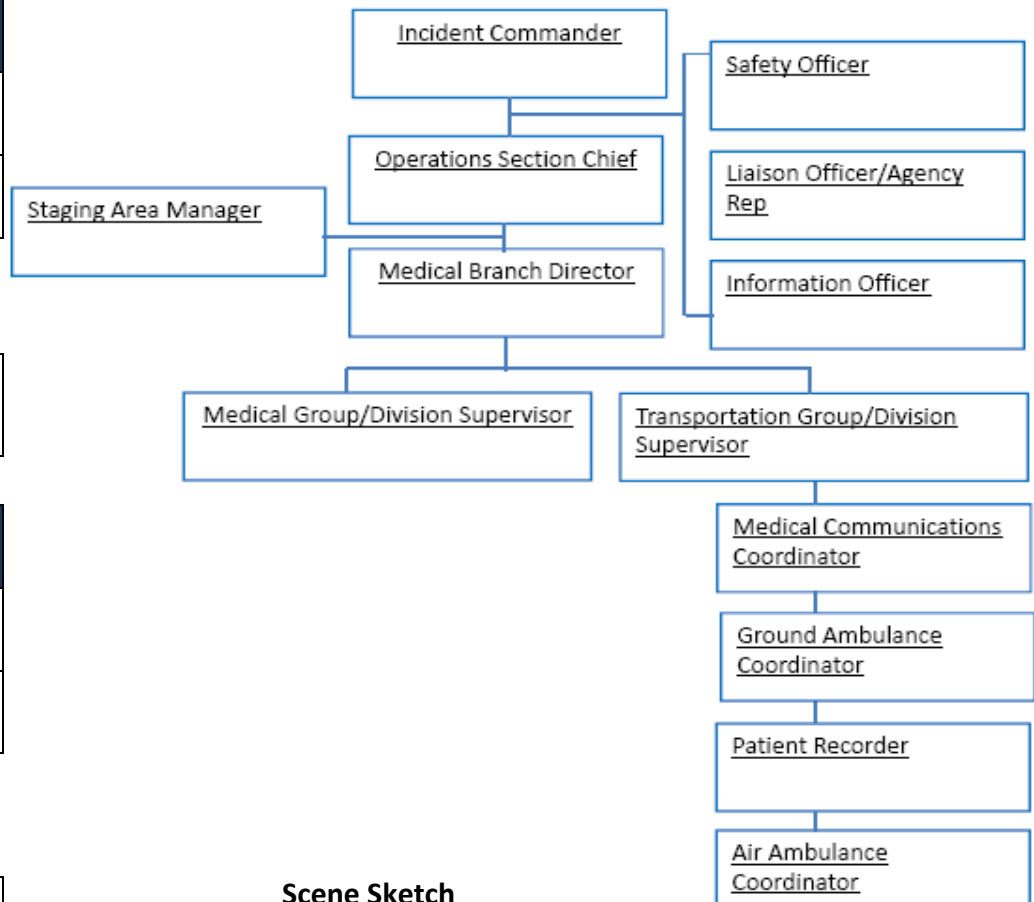 Incident Commander
Safety Officer
Operations Section Chief
Liaison Officer/Agency
Rep
Staging Area Manager
Medical Branch Director
Information Officer
Medical Group/Division Supervisor
Transportation Group/Division
Supervisor
Medical Communications
Coordinator
Ground Ambulance
Coordinator
Patient Recorder
Air Ambulance
Coordinator
Scene Sketch